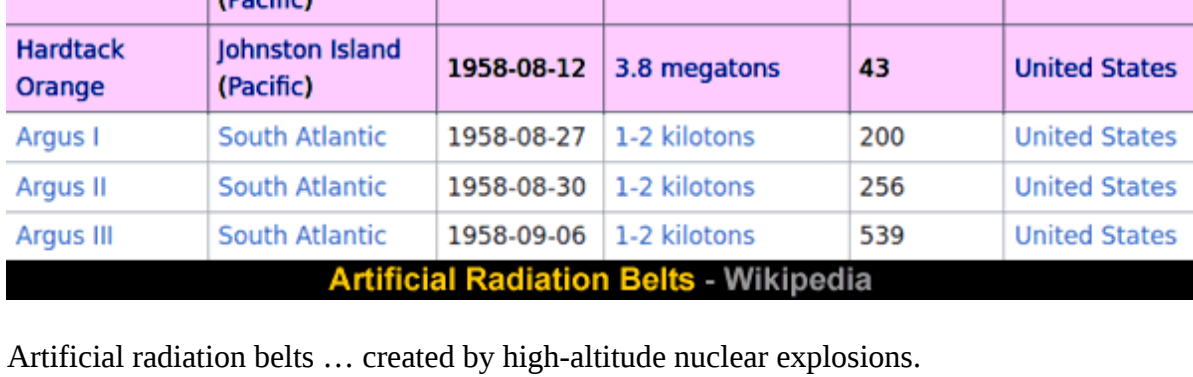 (Pacific)
Hardtack Orange | Johnston Island (Pacific) | 1958-08-12 | 3.8 megatons | 43 | United States
Argus I | South Atlantic | 1958-08-27 | 1-2 kilotons | 200 | United States
Argus II | South Atlantic | 1958-08-30 | 1-2 kilotons | 256 | United States
Argus III | South Atlantic | 1958-09-06 | 1-2 kilotons | 539 | United States
Artificial Radiation Belts - Wikipedia
Artificial radiation belts … created by high-altitude nuclear explosions.